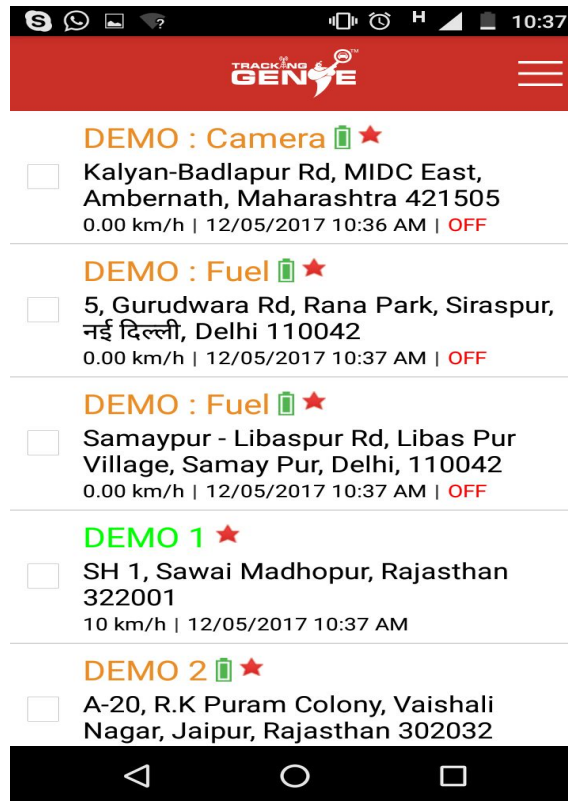 H 10:37
TRACKING
GENIE
DEMO : Camera
Kalyan-Badlapur Rd, MIDC East,
Ambernath, Maharashtra 421505
0.00 km/h | 12/05/2017 10:36 AM | OFF
DEMO : Fuel
5, Gurudwara Rd, Rana Park, Siraspur,
नई दिल्ली, Delhi 110042
0.00 km/h | 12/05/2017 10:37 AM | OFF
DEMO : Fuel
Samaypur - Libaspur Rd, Libas Pur
Village, Samay Pur, Delhi, 110042
0.00 km/h | 12/05/2017 10:37 AM | OFF
DEMO 1
SH 1, Sawai Madhopur, Rajasthan
322001
10 km/h | 12/05/2017 10:37 AM
DEMO 2
A-20, R.K Puram Colony, Vaishali
Nagar, Jaipur, Rajasthan 302032